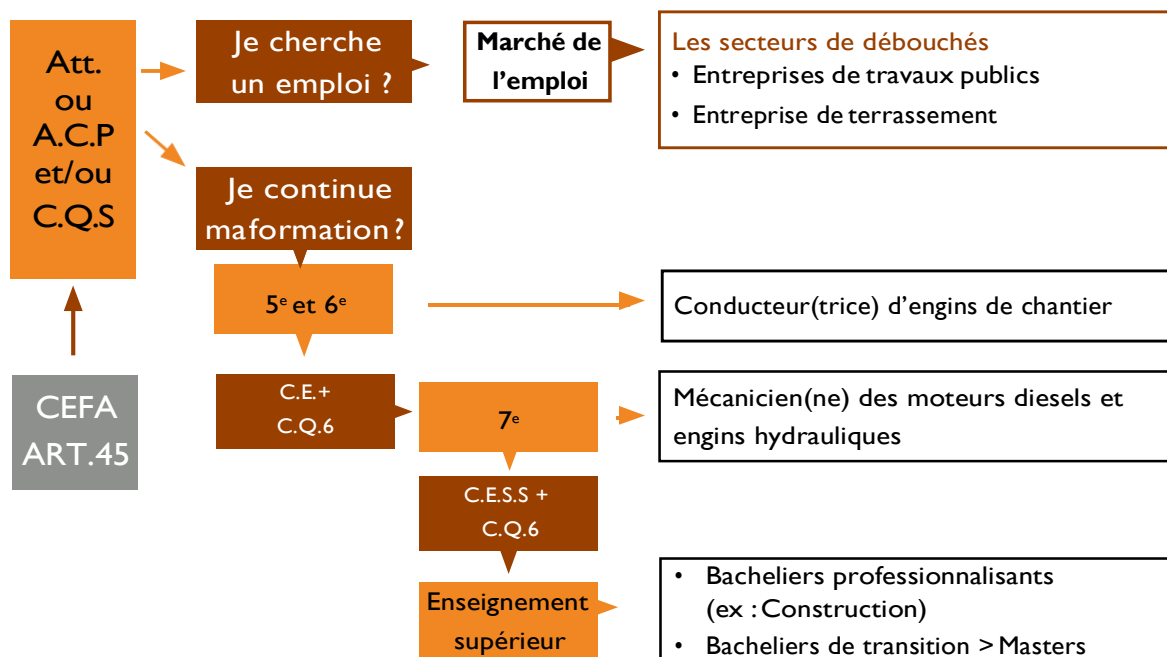 Att.
ou
A.C.P
et/ou
C.Q.S
Je cherche
un emploi ?
Marché de
l'emploi
Les secteurs de débouchés
• Entreprises de travaux publics
• Entreprise de terrassement
Je continue
maformation ?
5e et 6e
Conducteur(trice) d'engins de chantier
CEFA
ART.45
C.E.+
C.Q.6
7e
Mécanicien(ne) des moteurs diesels et
engins hydrauliques
C.E.S.S +
C.Q.6
Enseignement
supérieur
• Bacheliers professionnalisants
(ex : Construction)
• Bacheliers de transition > Masters